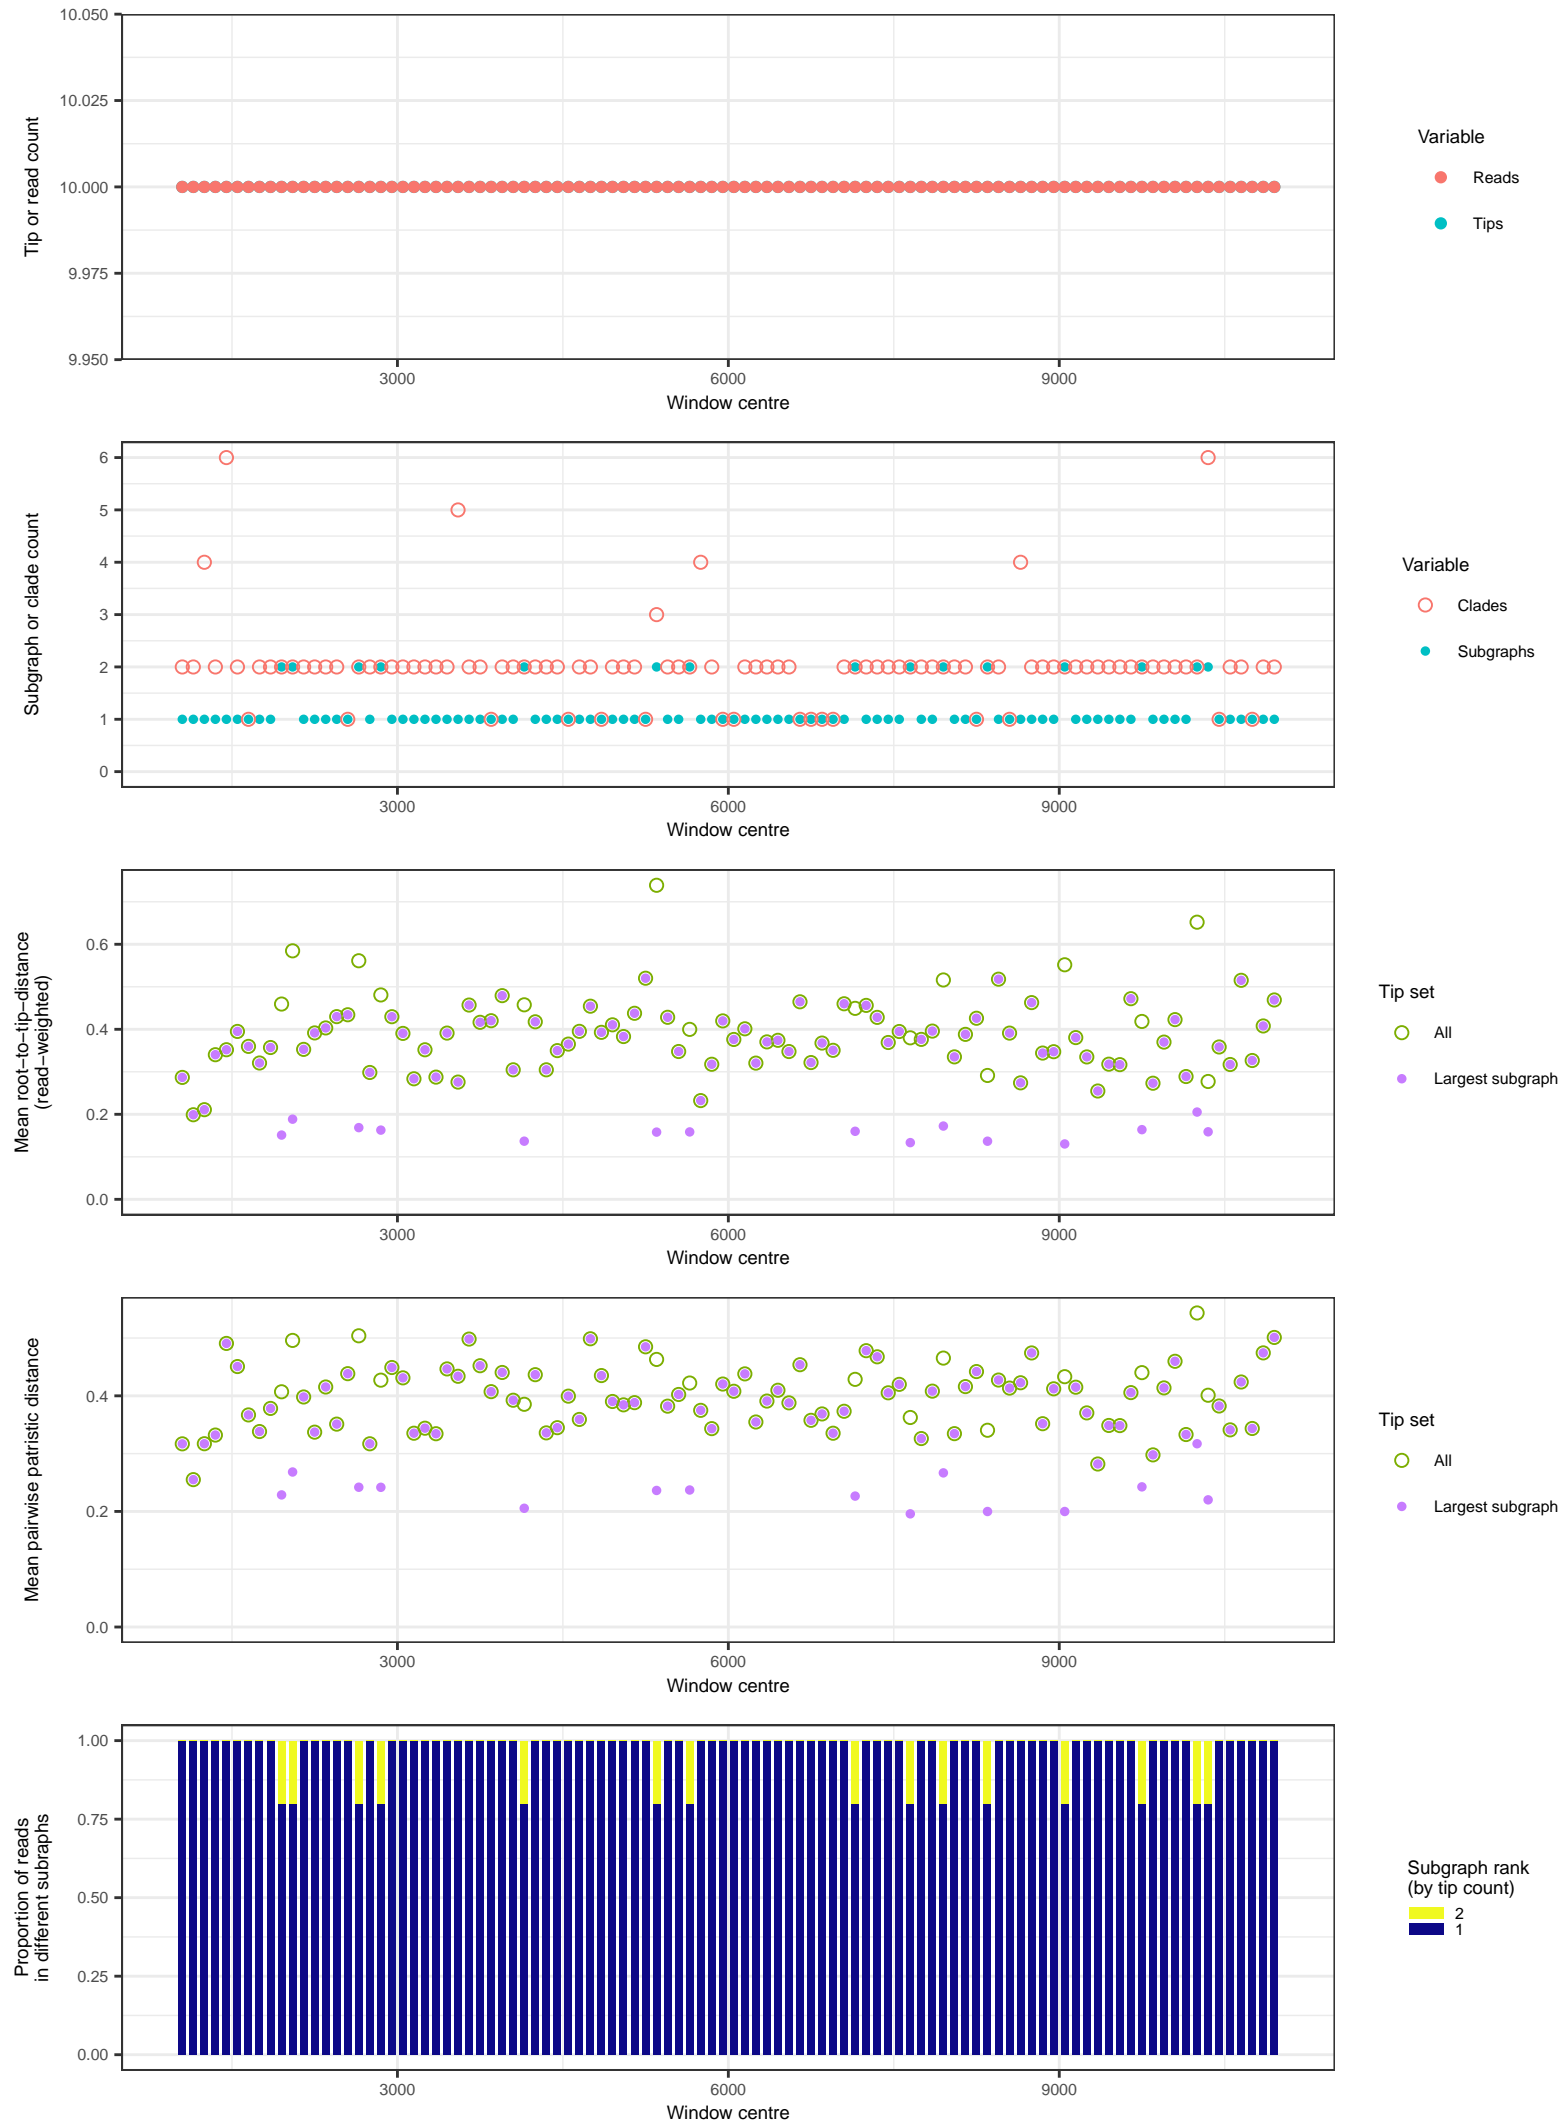 10.050
10.025
10.000
9.975
9.950
Tip or read count
3000
6000
9000
Window centre
Variable
Reads
Tips
6
5
4
3
2
1
0
Subgraph or clade count
3000
6000
9000
Window centre
Variable
Clades
Subgraphs
0.6
0.4
0.2
0.0
Mean root−to−tip−distance
(read−weighted)
3000
6000
9000
Window centre
Tip set
All
Largest subgraph
0.4
0.2
0.0
Mean pairwise patristic distance
3000
6000
9000
Window centre
Tip set
All
Largest subgraph
1.00
0.75
0.50
0.25
0.00
Proportion of reads
in different subraphs
3000
6000
9000
Window centre
Subgraph rank
(by tip count)
2
1